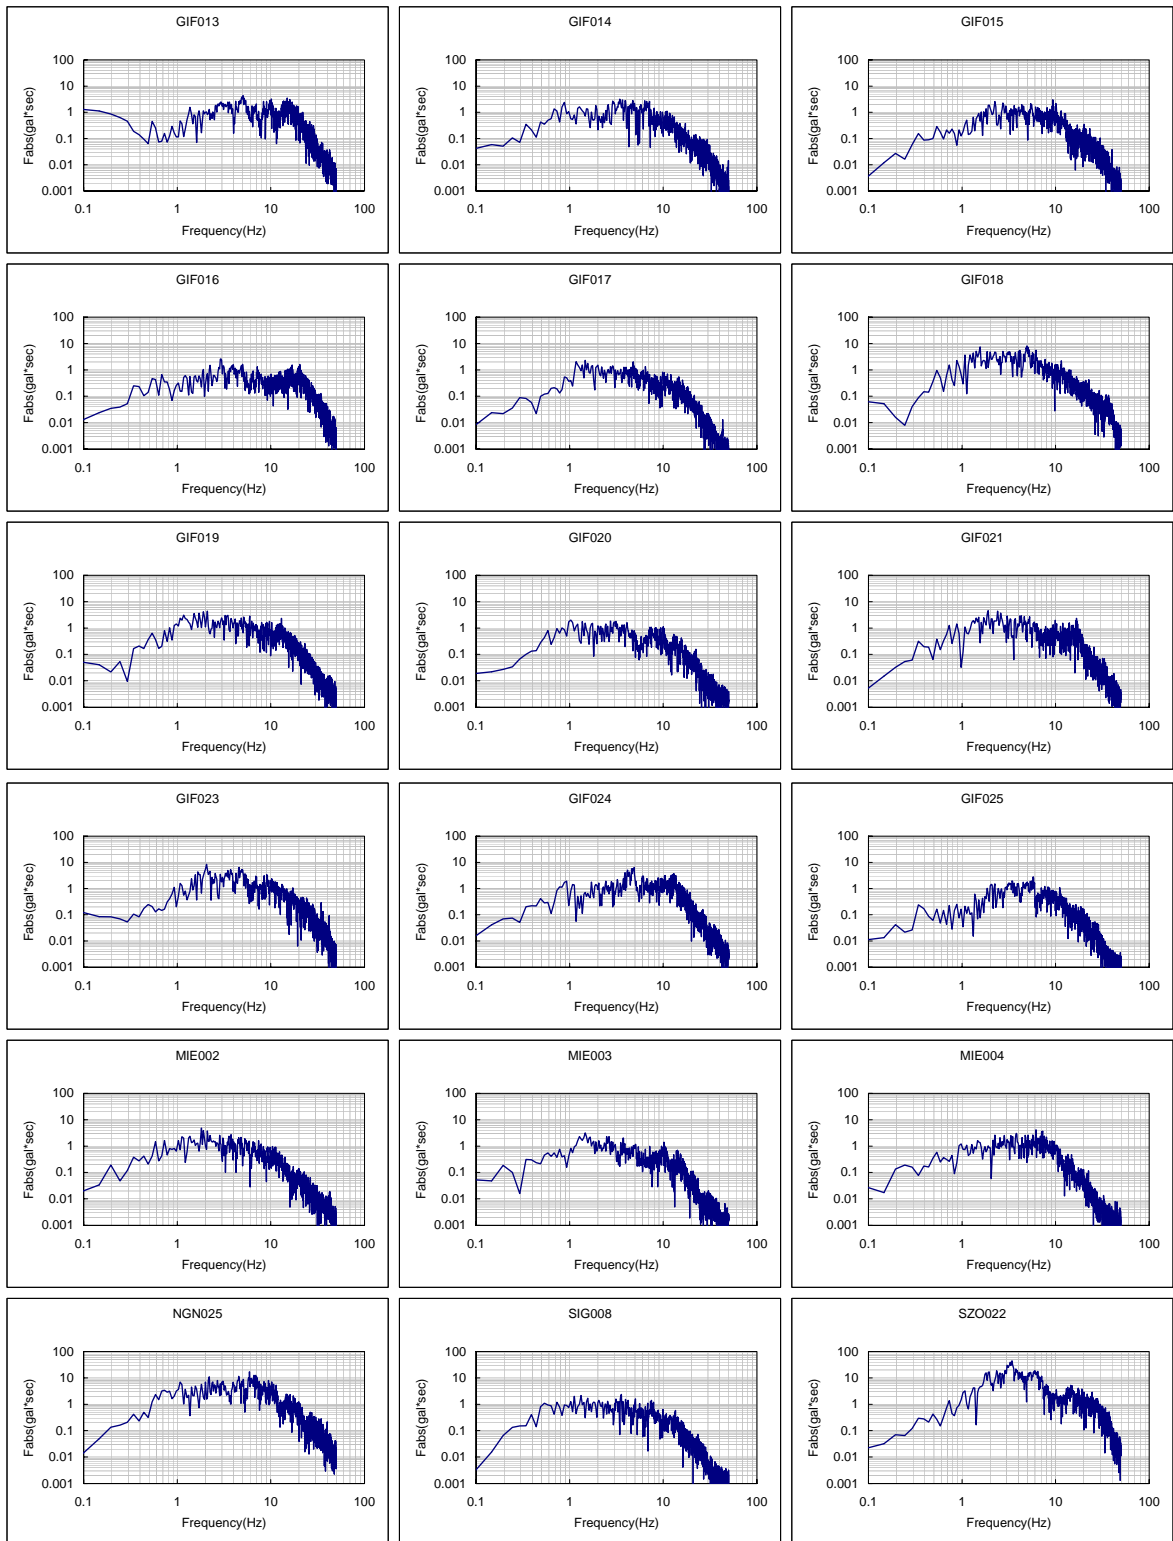 GIF013
100
10
1
0.1
0.01
0.001
Fabs(gal*sec)
0.1 1 10 100
Frequency(Hz)
GIF014
100
10
1
0.1
0.01
0.001
Fabs(gal*sec)
0.1 1 10 100
Frequency(Hz)
GIF015
100
10
1
0.1
0.01
0.001
Fabs(gal*sec)
0.1 1 10 100
Frequency(Hz)
GIF016
100
10
1
0.1
0.01
0.001
Fabs(gal*sec)
0.1 1 10 100
Frequency(Hz)
GIF017
100
10
1
0.1
0.01
0.001
Fabs(gal*sec)
0.1 1 10 100
Frequency(Hz)
GIF018
100
10
1
0.1
0.01
0.001
Fabs(gal*sec)
0.1 1 10 100
Frequency(Hz)
GIF019
100
10
1
0.1
0.01
0.001
Fabs(gal*sec)
0.1 1 10 100
Frequency(Hz)
GIF020
100
10
1
0.1
0.01
0.001
Fabs(gal*sec)
0.1 1 10 100
Frequency(Hz)
GIF021
100
10
1
0.1
0.01
0.001
Fabs(gal*sec)
0.1 1 10 100
Frequency(Hz)
GIF023
100
10
1
0.1
0.01
0.001
Fabs(gal*sec)
0.1 1 10 100
Frequency(Hz)
GIF024
100
10
1
0.1
0.01
0.001
Fabs(gal*sec)
0.1 1 10 100
Frequency(Hz)
GIF025
100
10
1
0.1
0.01
0.001
Fabs(gal*sec)
0.1 1 10 100
Frequency(Hz)
MIE002
100
10
1
0.1
0.01
0.001
Fabs(gal*sec)
0.1 1 10 100
Frequency(Hz)
MIE003
100
10
1
0.1
0.01
0.001
Fabs(gal*sec)
0.1 1 10 100
Frequency(Hz)
MIE004
100
10
1
0.1
0.01
0.001
Fabs(gal*sec)
0.1 1 10 100
Frequency(Hz)
NGN025
100
10
1
0.1
0.01
0.001
Fabs(gal*sec)
0.1 1 10 100
Frequency(Hz)
SIG008
100
10
1
0.1
0.01
0.001
Fabs(gal*sec)
0.1 1 10 100
Frequency(Hz)
SZO022
100
10
1
0.1
0.01
0.001
Fabs(gal*sec)
0.1 1 10 100
Frequency(Hz)